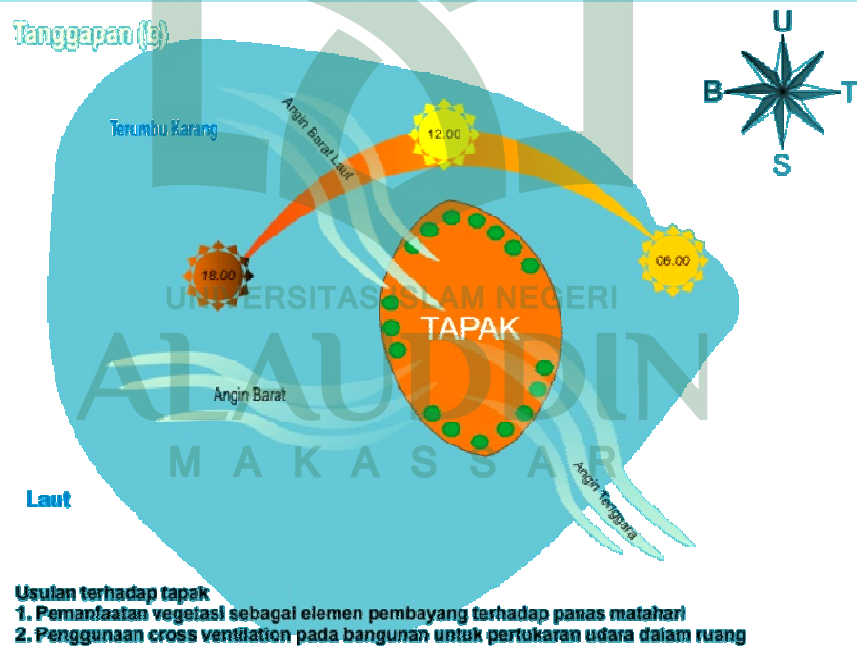 Tanggapan (b)
U
B
T
S
Terumbu Karang
Angin Barat Laut
12.00
18.00
06.00
UNIVERSITAS ISLAM NEGERI
TAPAK
ALAUDDIN
Angin Barat
MAKASSAR
Laut
Angin Tenggara
Usulan terhadap tapak
1. Pemanfaatan vegetasi sebagai elemen pembayang terhadap panas matahari
2. Penggunaan cross ventilation pada bangunan untuk pertukaran udara dalam ruang